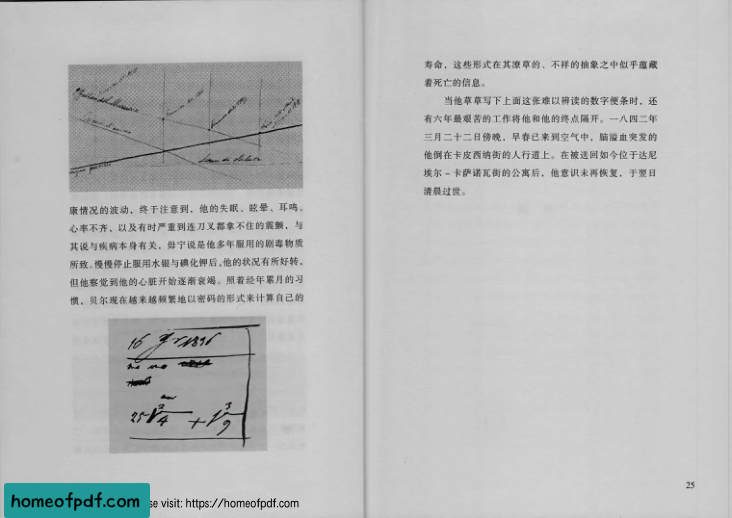 康情况的波动，终于注意到，他的失眠、眩晕、耳鸣、
心率不齐，以及有时严重到连刀叉都拿不住的震颤，与
其说与疾病本身有关，毋宁说是他多年服用的剧毒物质
所致。慢慢停止服用水银与碘化钾后，他的状况有所好转，
但他察觉到他的心脏开始逐渐衰竭。照着经年累月的习
惯，贝尔现在越来越频繁地以密码的形式来计算自己的
寿命，这些形式在其潦草的、不祥的抽象之中似乎蕴藏
着死亡的信息。
当他草草写下上面这张难以辨读的数字便条时，还
有六年最艰苦的工作将他和他的终点隔开。一八四二年
三月二十二日傍晚，早春已来到空气中，脑溢血突发的
他倒在卡皮西纳街的人行道上。在被送回如今位于达尼
埃尔－卡萨诺瓦街的公寓后，他意识未再恢复，于翌日
清晨过世。
25
homeofpdf.com
se visit: https://homeofpdf.com